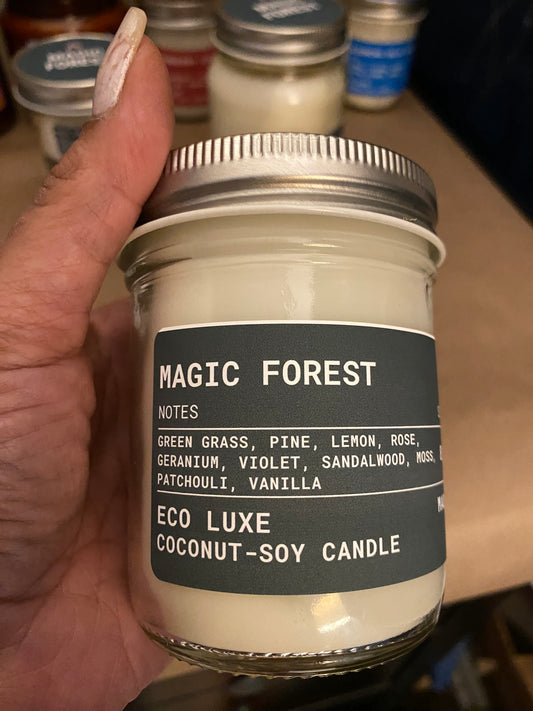 FOREST
MAGIC FOREST
NOTES
GREEN GRASS, PINE, LEMON, ROSE,
GERANIUM, VIOLET, SANDALWOOD, MOSS,
PATCHOULI, VANILLA
ECO LUXE
COCONUT-SOY CANDLE